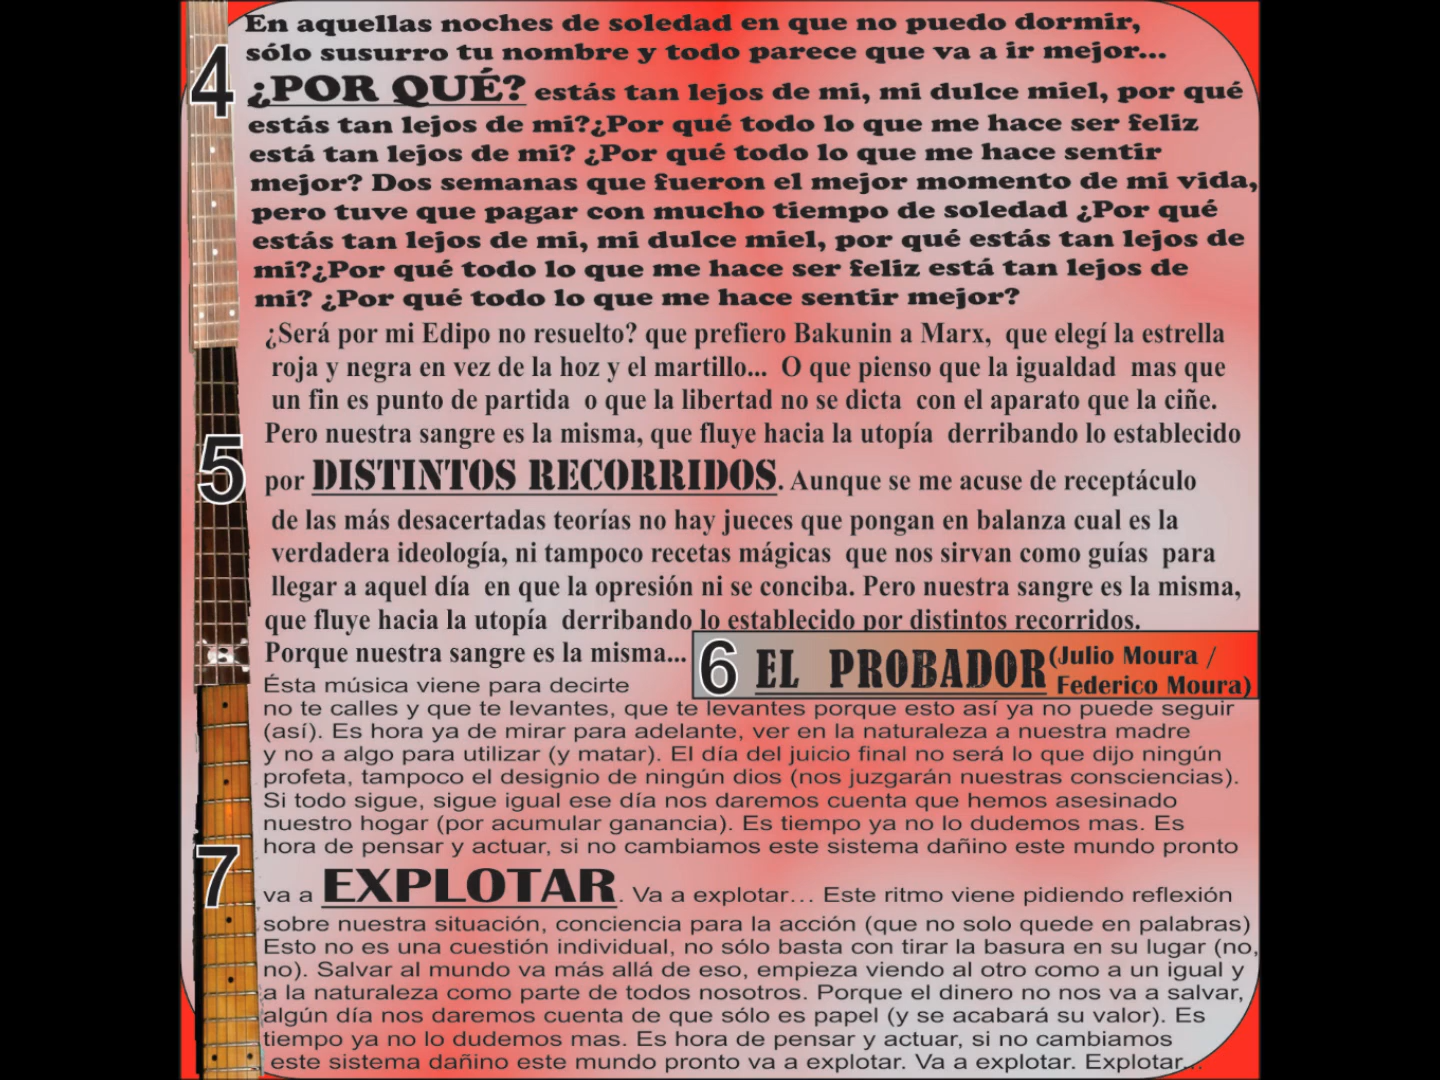 En aquellas noches de soledad en que no puedo dormir,
sólo susurro tu nombre y todo parece que va a ir mejor...
4
¿POR QUÉ? estás tan lejos de mi, mi dulce miel, por qué
estás tan lejos de mi?¿Por qué todo lo que me hace ser feliz
está tan lejos de mi? ¿Por qué todo lo que me hace sentir
mejor? Dos semanas que fueron el mejor momento de mi vida,
pero tuve que pagar con mucho tiempo de soledad ¿Por qué
estás tan lejos de mi, mi dulce miel, por qué estás tan lejos de
mi?¿Por qué todo lo que me hace ser feliz está tan lejos de
mi? ¿Por qué todo lo que me hace sentir mejor?
¿Será por mi Edipo no resuelto? que prefiero Bakunin a Marx, que elegí la estrella
roja y negra en vez de la hoz y el martillo... O que pienso que la igualdad mas que
un fin es punto de partida o que la libertad no se dicta con el aparato que la ciñe.
Pero nuestra sangre es la misma, que fluye hacia la utopía derribando lo establecido
5
por DISTINTOS RECORRIDOS. Aunque se me acuse de receptáculo
de las más desacertadas teorías no hay jueces que pongan en balanza cual es la
verdadera ideología, ni tampoco recetas mágicas que nos sirvan como guías para
llegar a aquel día en que la opresión ni se conciba. Pero nuestra sangre es la misma,
que fluye hacia la utopía derribando lo establecido por distintos recorridos.
Porque nuestra sangre es la misma...
6 EL PROBADOR (Julio Moura /
Federico Moura)
Ésta música viene para decirte
no te calles y que te levantes, que te levantes porque esto así ya no puede seguir
(así). Es hora ya de mirar para adelante, ver en la naturaleza a nuestra madre
y no a algo para utilizar (y matar). El día del juicio final no será lo que dijo ningún
profeta, tampoco el designio de ningún dios (nos juzgarán nuestras consciencias).
Si todo sigue, sigue igual ese día nos daremos cuenta que hemos asesinado
nuestro hogar (por acumular ganancia). Es tiempo ya no lo dudemos mas. Es
hora de pensar y actuar, si no cambiamos este sistema dañino este mundo pronto
7
va a EXPLOTAR. Va a explotar... Este ritmo viene pidiendo reflexión
sobre nuestra situación, conciencia para la acción (que no solo quede en palabras)
Esto no es una cuestión individual, no sólo basta con tirar la basura en su lugar (no,
no). Salvar al mundo va más allá de eso, empieza viendo al otro como a un igual y
a la naturaleza como parte de todos nosotros. Porque el dinero no nos va a salvar,
algún día nos daremos cuenta de que sólo es papel (y se acabará su valor). Es
tiempo ya no lo dudemos mas. Es hora de pensar y actuar, si no cambiamos
este sistema dañino este mundo pronto va a explotar. Va a explotar. Explotar...